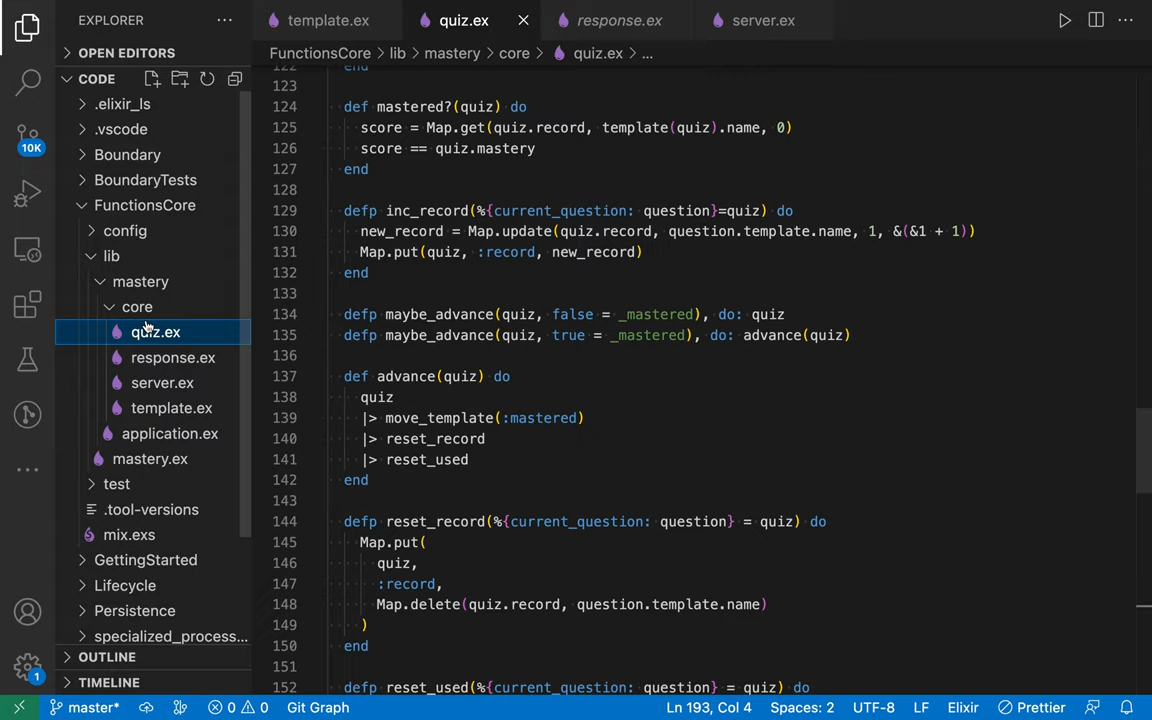 EXPLORER
OPEN EDITORS
CODE
.elixir_ls
.vscode
Boundary
BoundaryTests
FunctionsCore
config
lib
mastery
core
quiz.ex
response.ex
server.ex
template.ex
application.ex
mastery.ex
test
.tool-versions
mix.exs
GettingStarted
Lifecycle
Persistence
specialized_process...
OUTLINE
TIMELINE
10K
1
template.ex
quiz.ex
response.ex
server.ex
FunctionsCore > lib > mastery > core > quiz.ex > ...
122 end
123
124 def mastered?(quiz) do
125 score = Map.get(quiz.record, template(quiz).name, 0)
126 score == quiz.mastery
127 end
128
129 defp inc_record(%{current_question: question}=quiz) do
130 new_record = Map.update(quiz.record, question.template.name, 1, &(&1 + 1))
131 Map.put(quiz, :record, new_record)
132 end
133
134 defp maybe_advance(quiz, false = _mastered), do: quiz
135 defp maybe_advance(quiz, true = _mastered), do: advance(quiz)
136
137 def advance(quiz) do
138 quiz
139 |> move_template(:mastered)
140 |> reset_record
141 |> reset_used
142 end
143
144 defp reset_record(%{current_question: question} = quiz) do
145 Map.put(
146 quiz,
147 :record,
148 Map.delete(quiz.record, question.template.name)
149 )
150 end
151
152 defp reset_used(%{current_question: question} = quiz) do
master* 0 0 Git Graph Ln 193, Col 4 Spaces: 2 UTF-8 LF Elixir Prettier